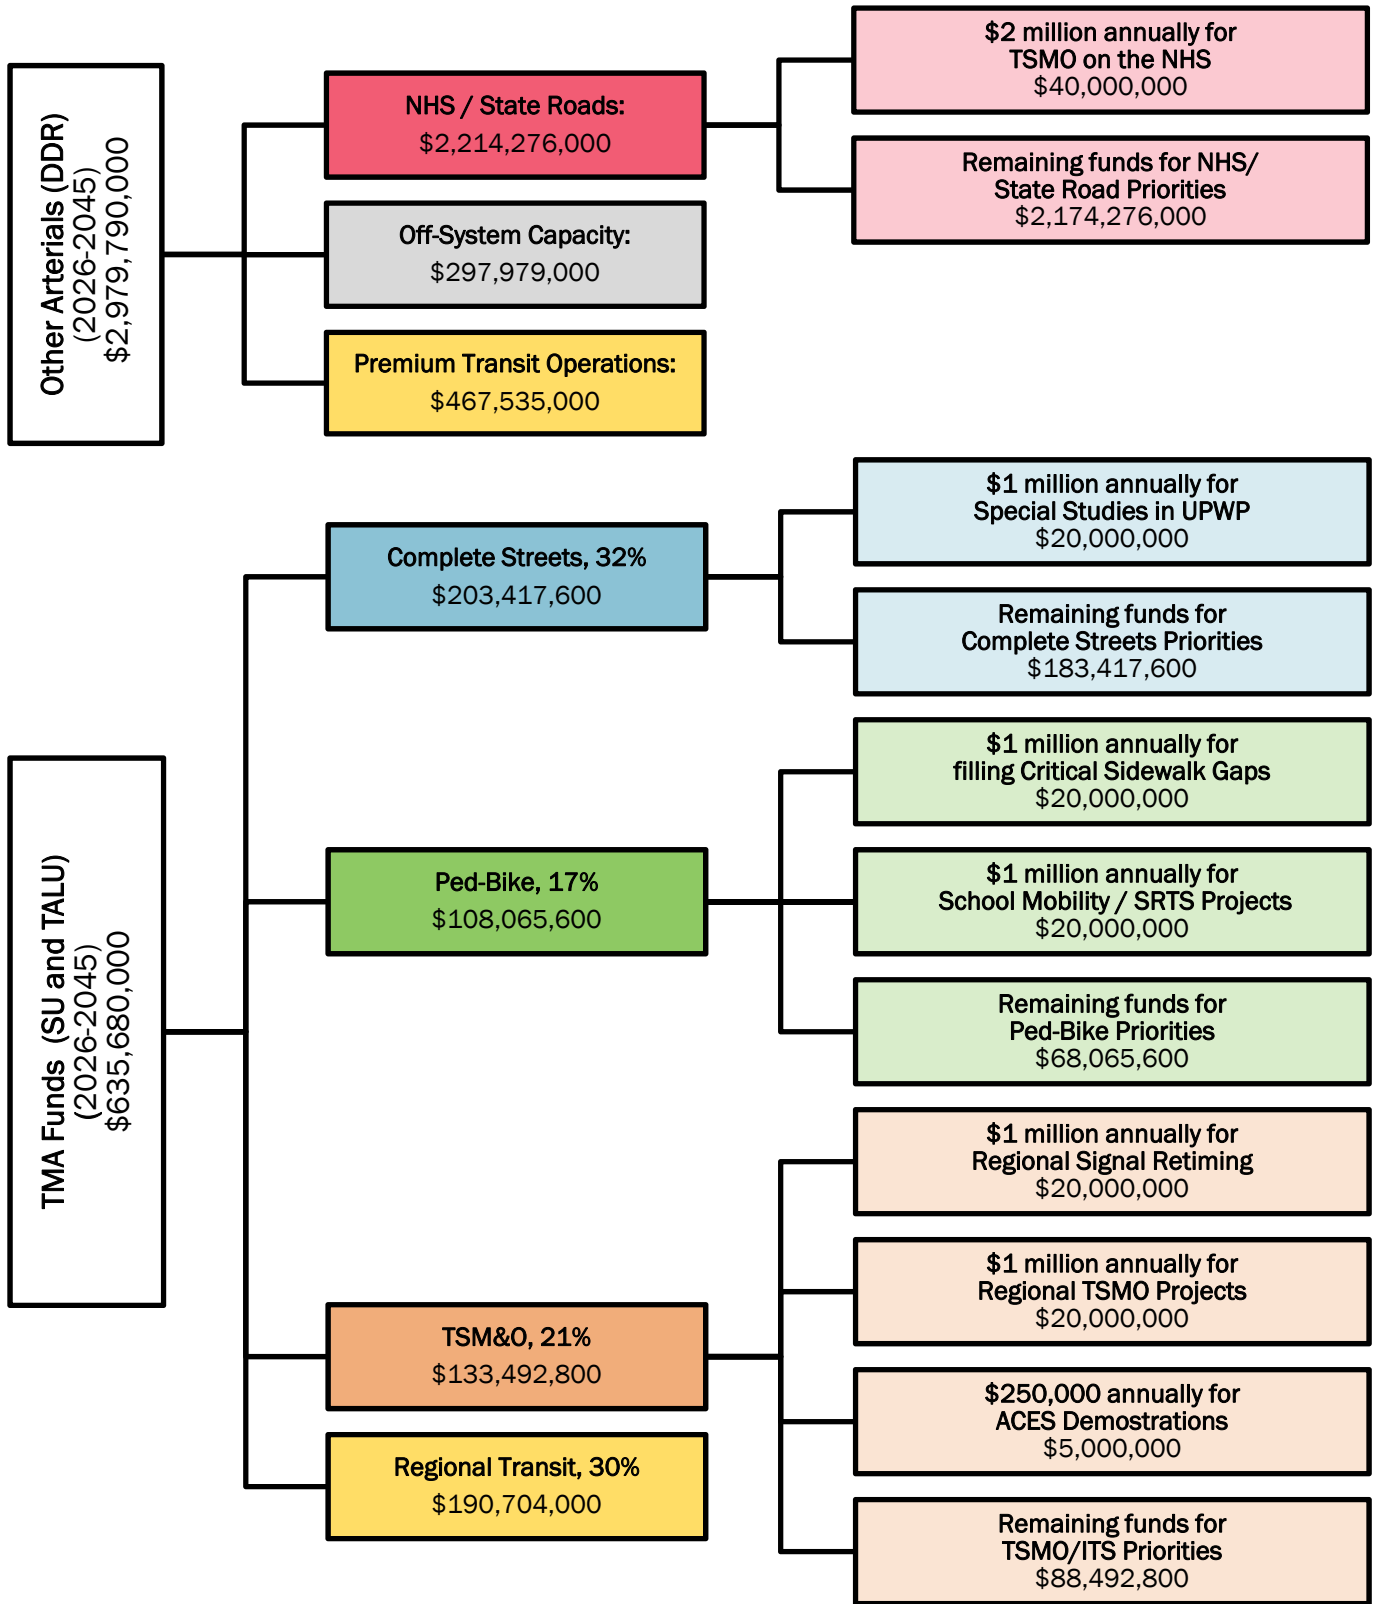 Other Arterials (DDR)
(2026-2045)
$2,979,790,000
NHS / State Roads:
$2,214,276,000
$2 million annually for
TSMO on the NHS
$40,000,000
Remaining funds for NHS/
State Road Priorities
$2,174,276,000
Off-System Capacity:
$297,979,000
Premium Transit Operations:
$467,535,000
TMA Funds (SU and TALU)
(2026-2045)
$635,680,000
Complete Streets, 32%
$203,417,600
$1 million annually for
Special Studies in UPWP
$20,000,000
Remaining funds for
Complete Streets Priorities
$183,417,600
Ped-Bike, 17%
$108,065,600
$1 million annually for
filling Critical Sidewalk Gaps
$20,000,000
$1 million annually for
School Mobility / SRTS Projects
$20,000,000
Remaining funds for
Ped-Bike Priorities
$68,065,600
TSM&O, 21%
$133,492,800
$1 million annually for
Regional Signal Retiming
$20,000,000
$1 million annually for
Regional TSMO Projects
$20,000,000
$250,000 annually for
ACES Demostrations
$5,000,000
Remaining funds for
TSMO/ITS Priorities
$88,492,800
Regional Transit, 30%
$190,704,000